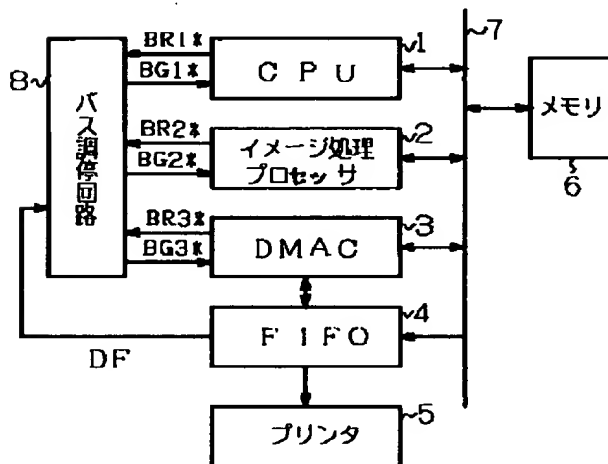 BR1*
BG1*
CPU
1
7
8
バス調停回路
BR2*
BG2*
イメージ処理
プロセッサ
2
メモリ
6
BR3*
BG3*
DMAC
3
FIFO
4
DF
プリンタ
5